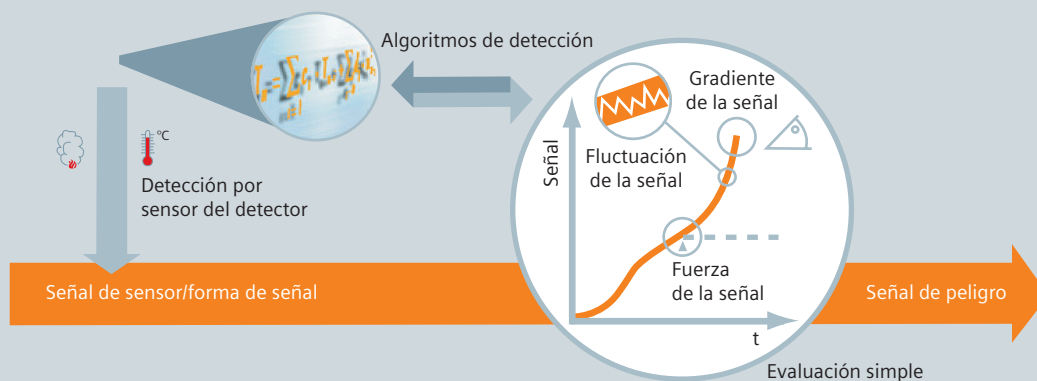 Algoritmos de detección
°C
Detección por
sensor del detector
Señal de sensor/forma de señal
Señal
Gradiente
de la señal
Fluctuación
de la señal
Fuerza
de la señal
t
Señal de peligro
Evaluación simple